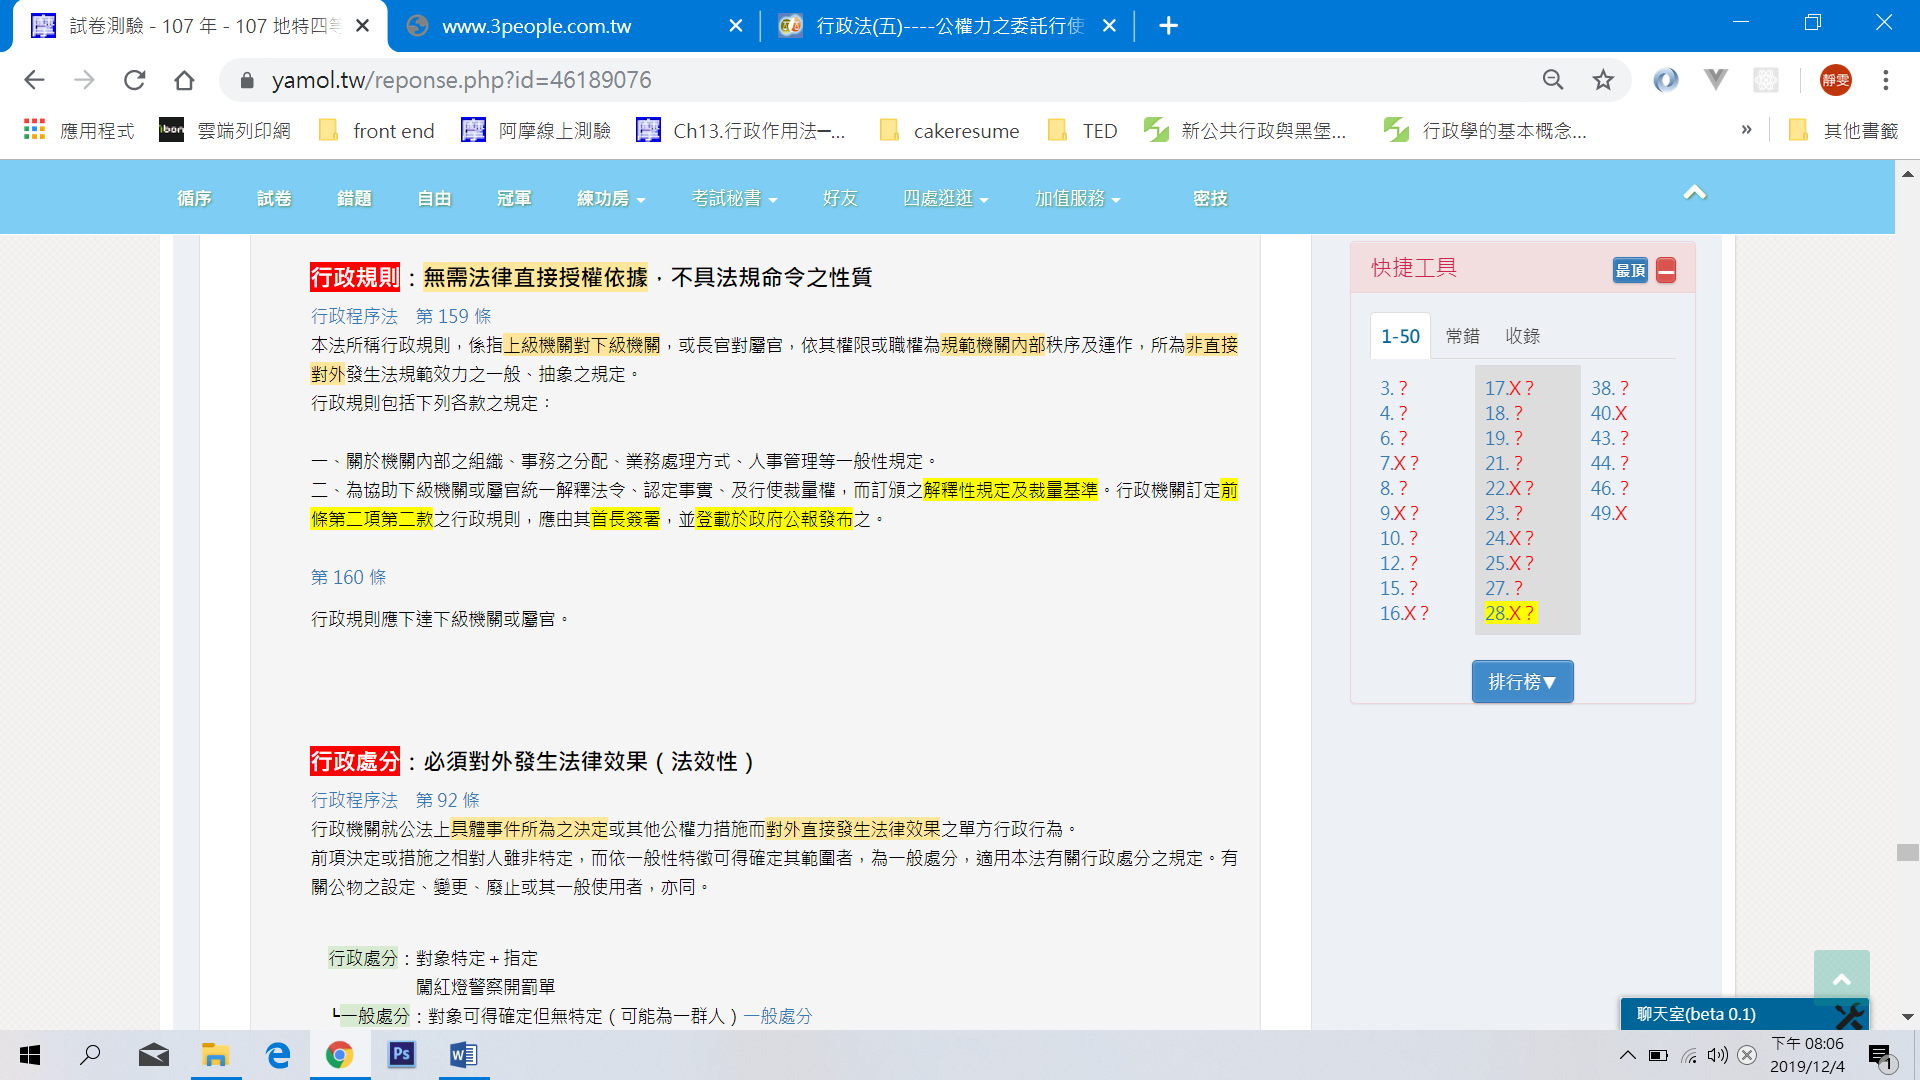 試卷測驗 - 107 年 - 107 地特四等
www.3people.com.tw
行政法(五)----公權力之委託行使
yamol.tw/reponse.php?id=46189076
靜雯
應用程式
ibon
雲端列印網
front end
阿摩線上測驗
Ch13.行政作用法—...
cakeresume
TED
新公共行政與黑堡...
行政學的基本概念...
»
其他書籤
循序
試卷
錯題
自由
冠軍
練功房
考試秘書
好友
四處逛逛
加值服務
密技
行政規則：無需法律直接授權依據，不具法規命令之性質
行政程序法 第 159 條
本法所稱行政規則，係指上級機關對下級機關，或長官對屬官，依其權限或職權為規範機關內部秩序及運作，所為非直接
對外發生法規範效力之一般、抽象之規定。
行政規則包括下列各款之規定：
一、關於機關內部之組織、事務之分配、業務處理方式、人事管理等一般性規定。
二、為協助下級機關或屬官統一解釋法令、認定事實、及行使裁量權，而訂頒之解釋性規定及裁量基準。行政機關訂定前
條第二項第二款之行政規則，應由其首長簽署，並登載於政府公報發布之。
第 160 條
行政規則應下達下級機關或屬官。
行政處分：必須對外發生法律效果（法效性）
行政程序法 第 92 條
行政機關就公法上具體事件所為之決定或其他公權力措施而對外直接發生法律效果之單方行政行為。
前項決定或措施之相對人雖非特定，而依一般性特徵可得確定其範圍者，為一般處分，適用本法有關行政處分之規定。有
關公物之設定、變更、廢止或其一般使用者，亦同。
行政處分：對象特定＋指定
闖紅燈警察開罰單
┗一般處分：對象可得確定但無特定（可能為一群人）一般處分
快捷工具
最頂
1-50
常錯
收錄
3. ?
4. ?
6. ?
7.X ?
8. ?
9.X ?
10. ?
12. ?
15. ?
16.X ?
17.X ?
18. ?
19. ?
21. ?
22.X ?
23. ?
24.X ?
25.X ?
27. ?
28.X ?
38. ?
40.X
43. ?
44. ?
46. ?
49.X
排行榜▼
聊天室(beta 0.1)
Ps
下午 08:06
2019/12/4
1